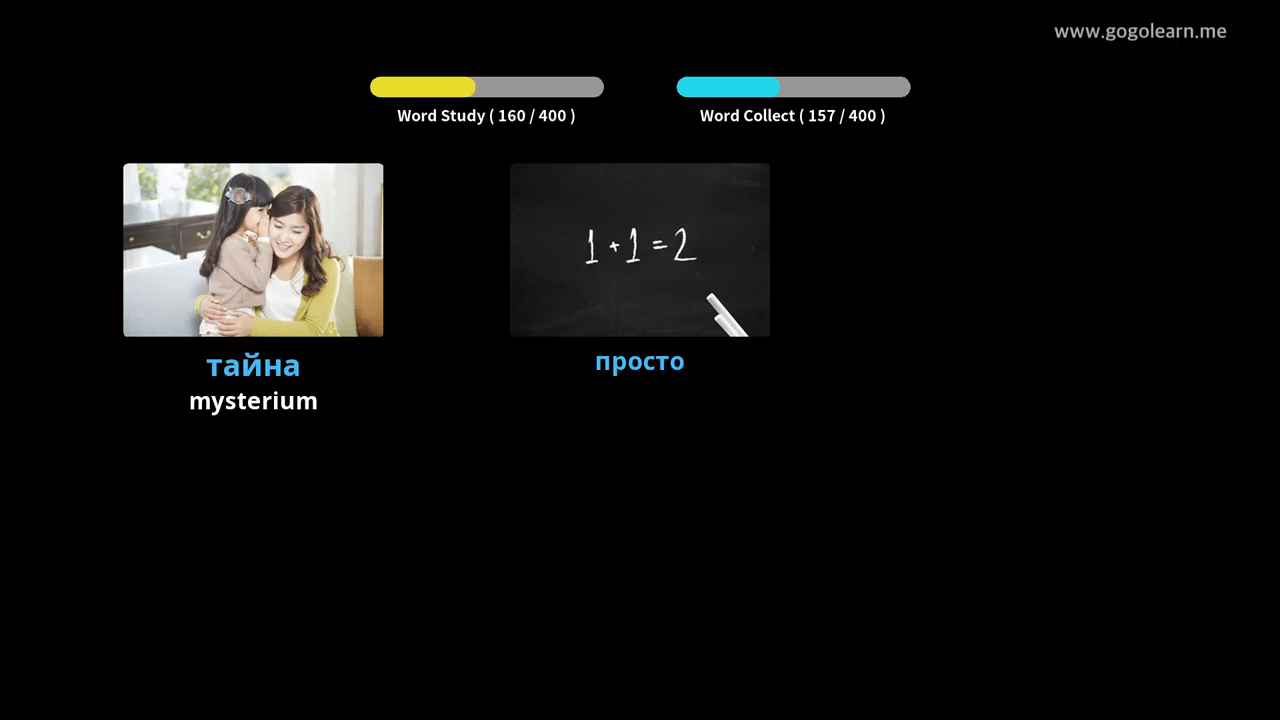 www.gogolearn.me
Word Study ( 160 / 400 )
Word Collect ( 157 / 400 )
1 + 1 = 2
тайна
mysterium
просто